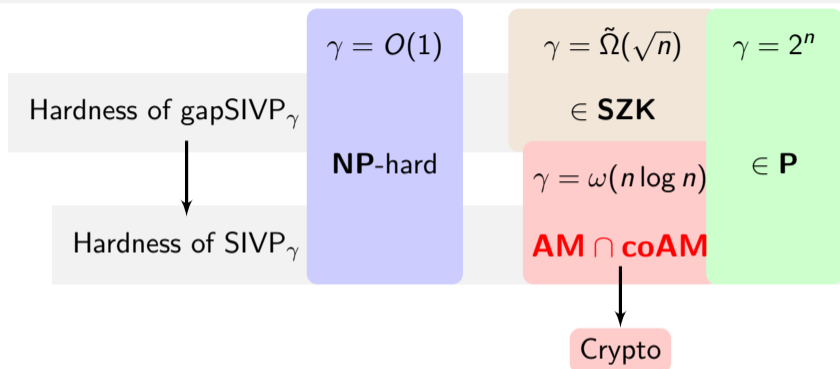 γ = O(1)
γ = Ω̃(√n)
γ = 2ⁿ
Hardness of gapSIVPᵧ
∈ SZK
NP-hard
∈ P
γ = ω(n log n)
Hardness of SIVPᵧ
AM ∩ coAM
Crypto